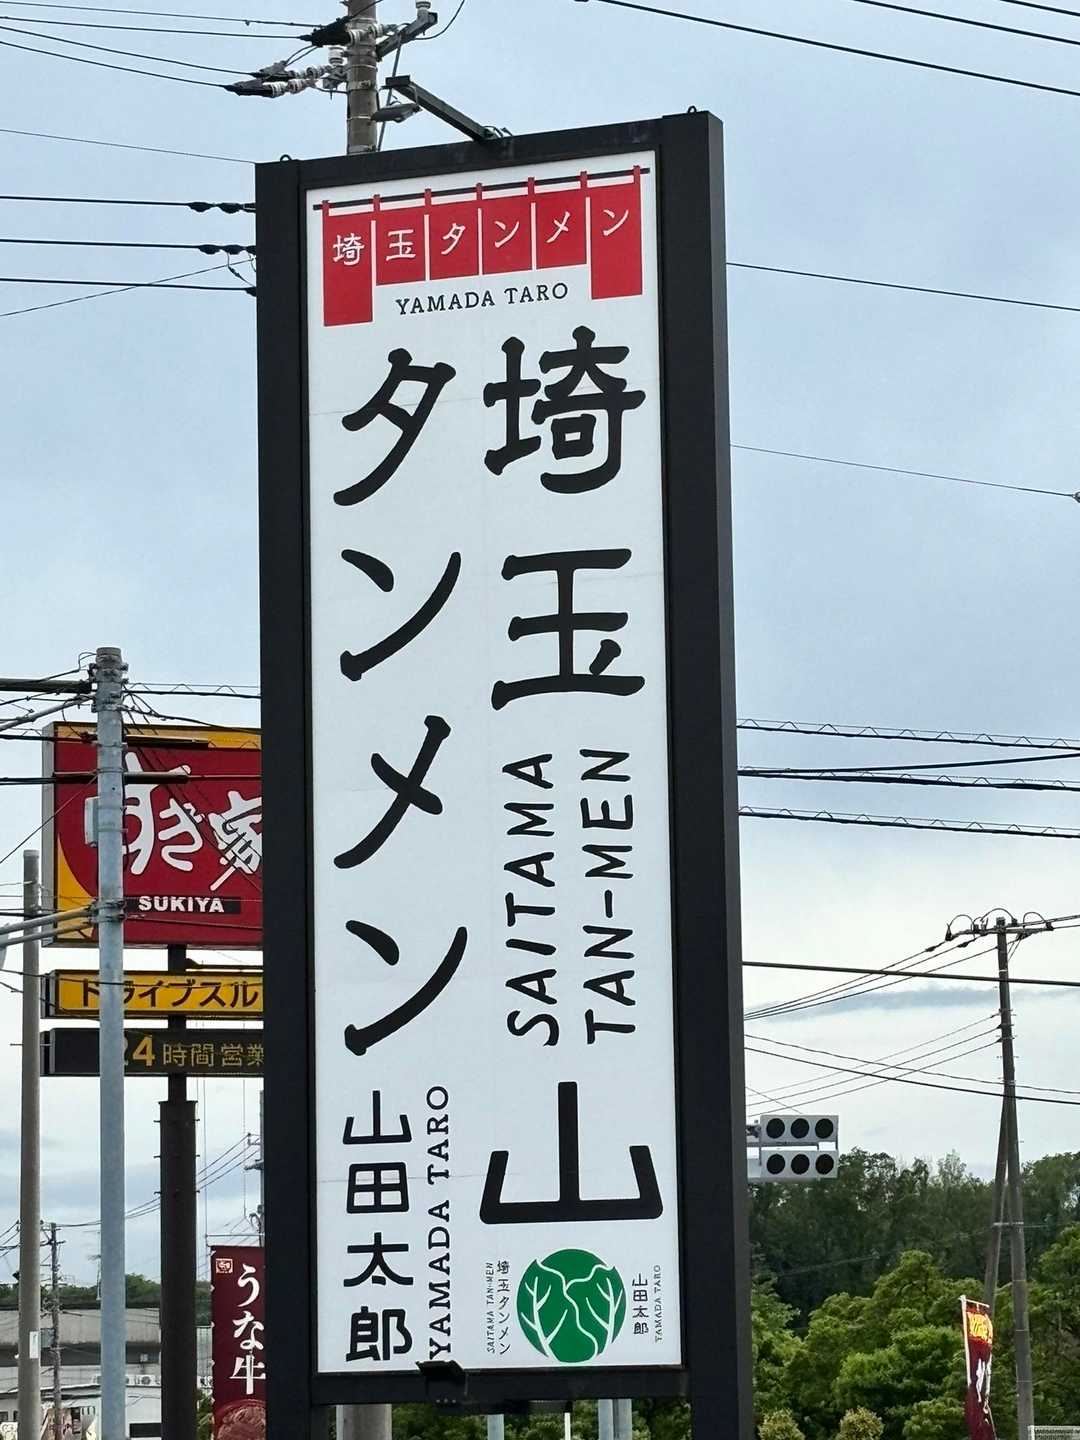 埼玉タンメン
YAMADA TARO
埼玉
SAITAMA
TAN-MEN
山
タンメン
山田太郎
YAMADA TARO
SAITAMA TAN-MEN
埼玉タンメン
山田太郎
YAMADA TARO
すき家
SUKIYA
ドライブスル
24時間営業
うな牛